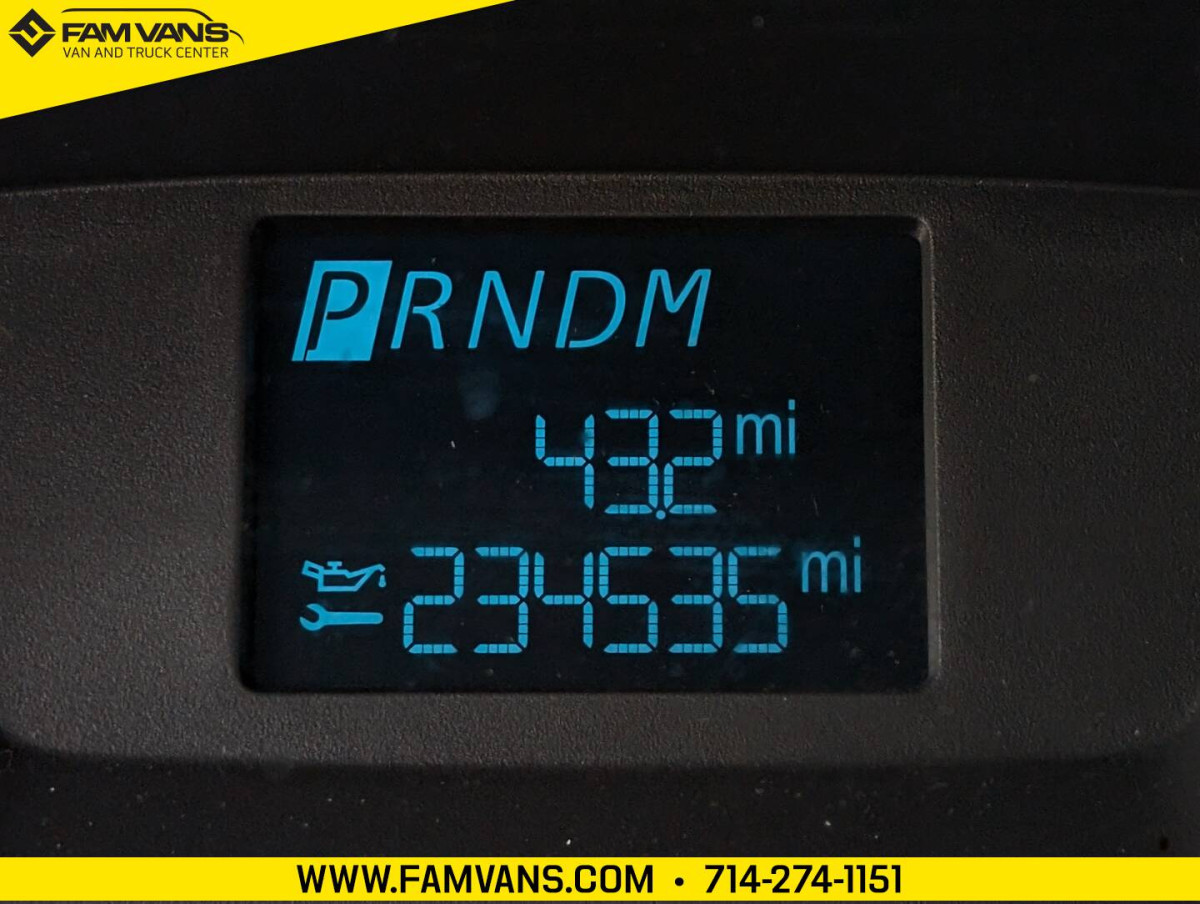 FAM VANS
VAN AND TRUCK CENTER
PRNDM
43.2 mi
234535 mi
WWW.FAMVANS.COM • 714-274-1151